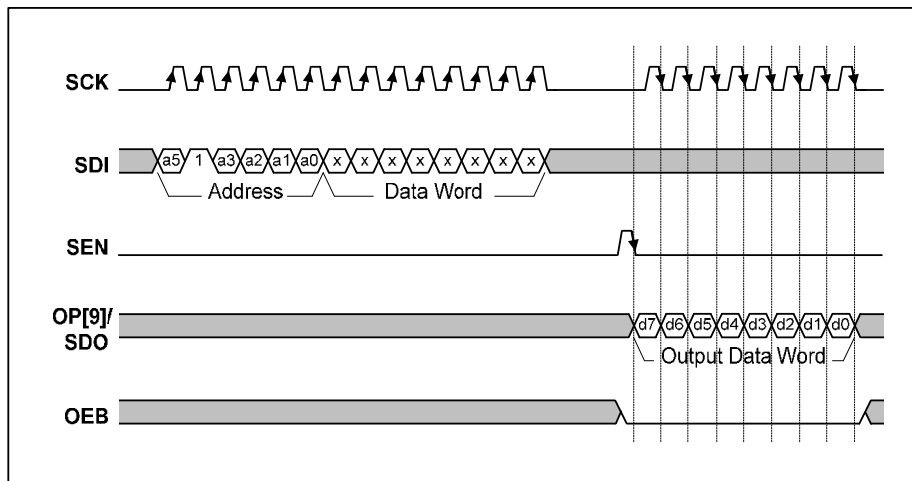 SCK
SDI
a5 1 a3 a2 a1 a0 x x x x x x x x
Address Data Word
SEN
OP[9]/
SDO
d7 d6 d5 d4 d3 d2 d1 d0
Output Data Word
OEB